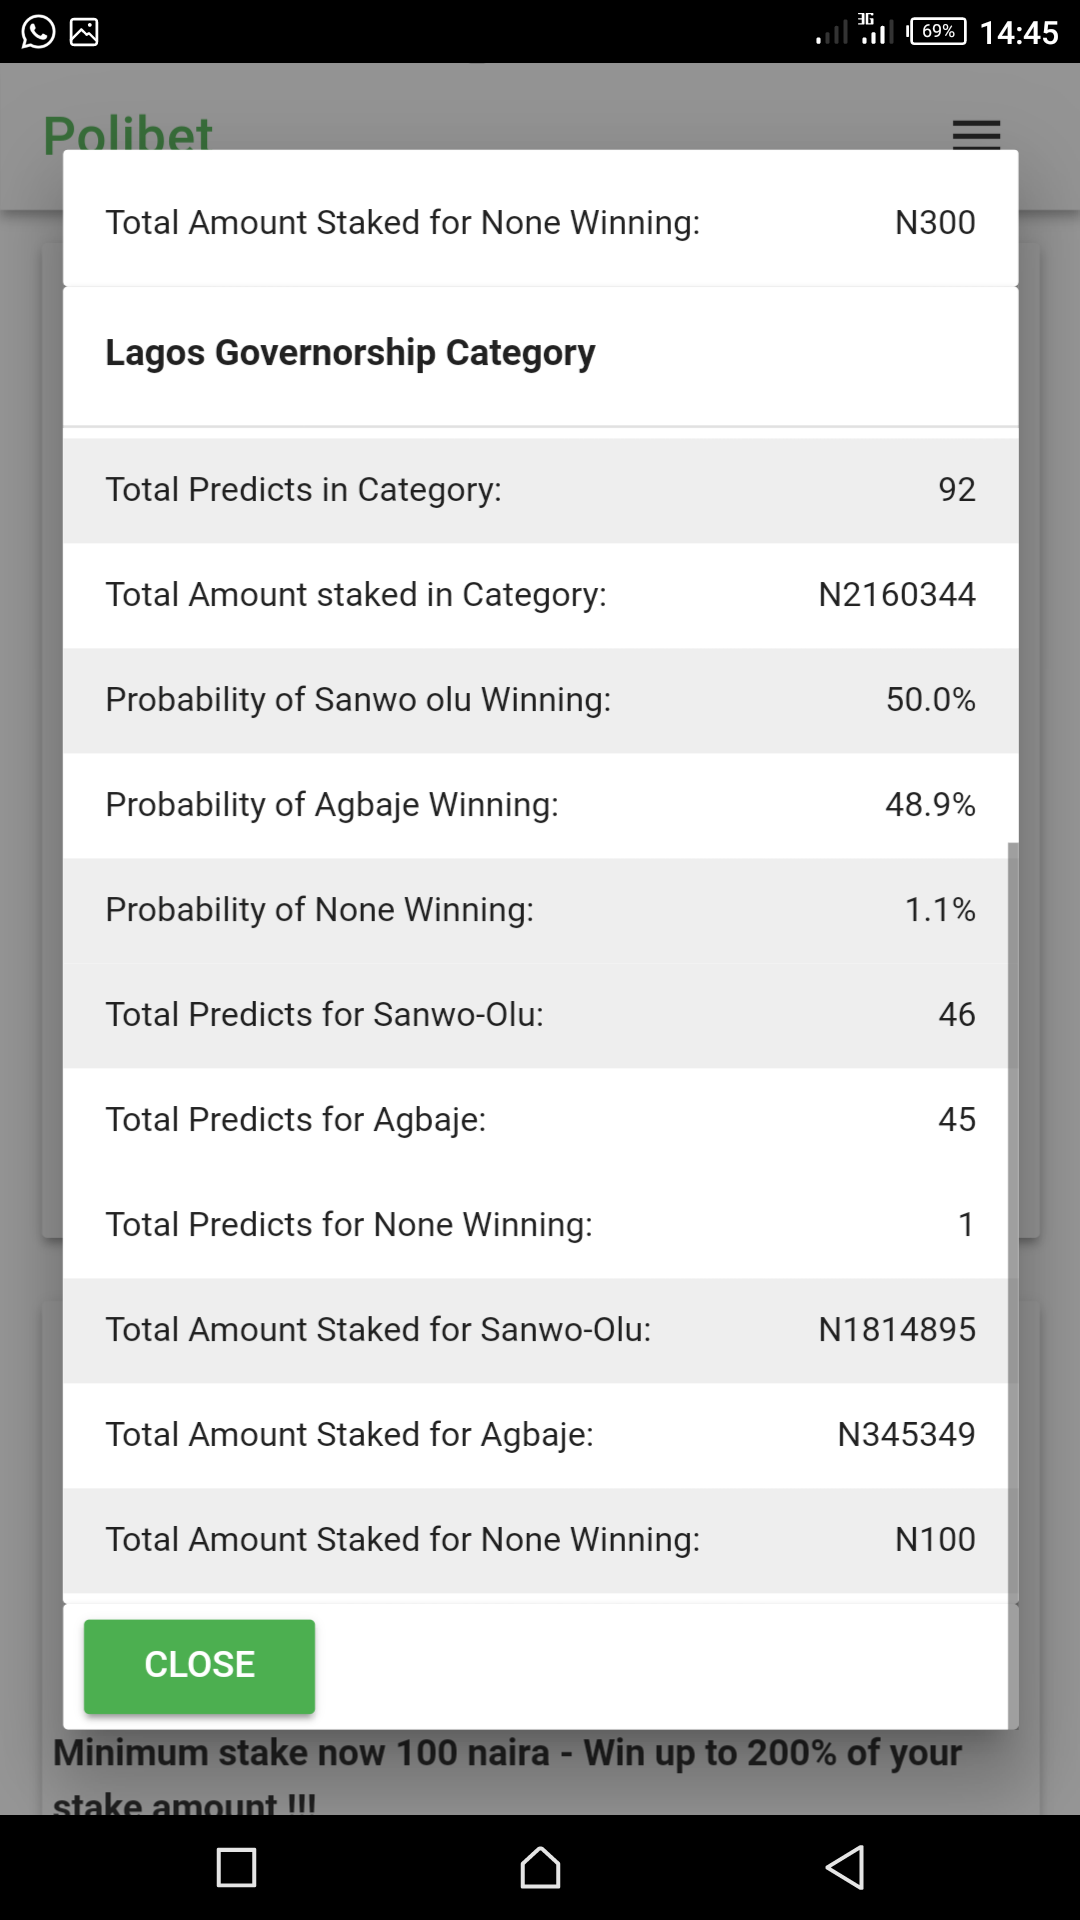 3G 69% 14:45
Polibet
Total Amount Staked for None Winning: N300
Lagos Governorship Category
Total Predicts in Category: 92
Total Amount staked in Category: N2160344
Probability of Sanwo olu Winning: 50.0%
Probability of Agbaje Winning: 48.9%
Probability of None Winning: 1.1%
Total Predicts for Sanwo-Olu: 46
Total Predicts for Agbaje: 45
Total Predicts for None Winning: 1
Total Amount Staked for Sanwo-Olu: N1814895
Total Amount Staked for Agbaje: N345349
Total Amount Staked for None Winning: N100
CLOSE
Minimum stake now 100 naira - Win up to 200% of your
stake amount !!!